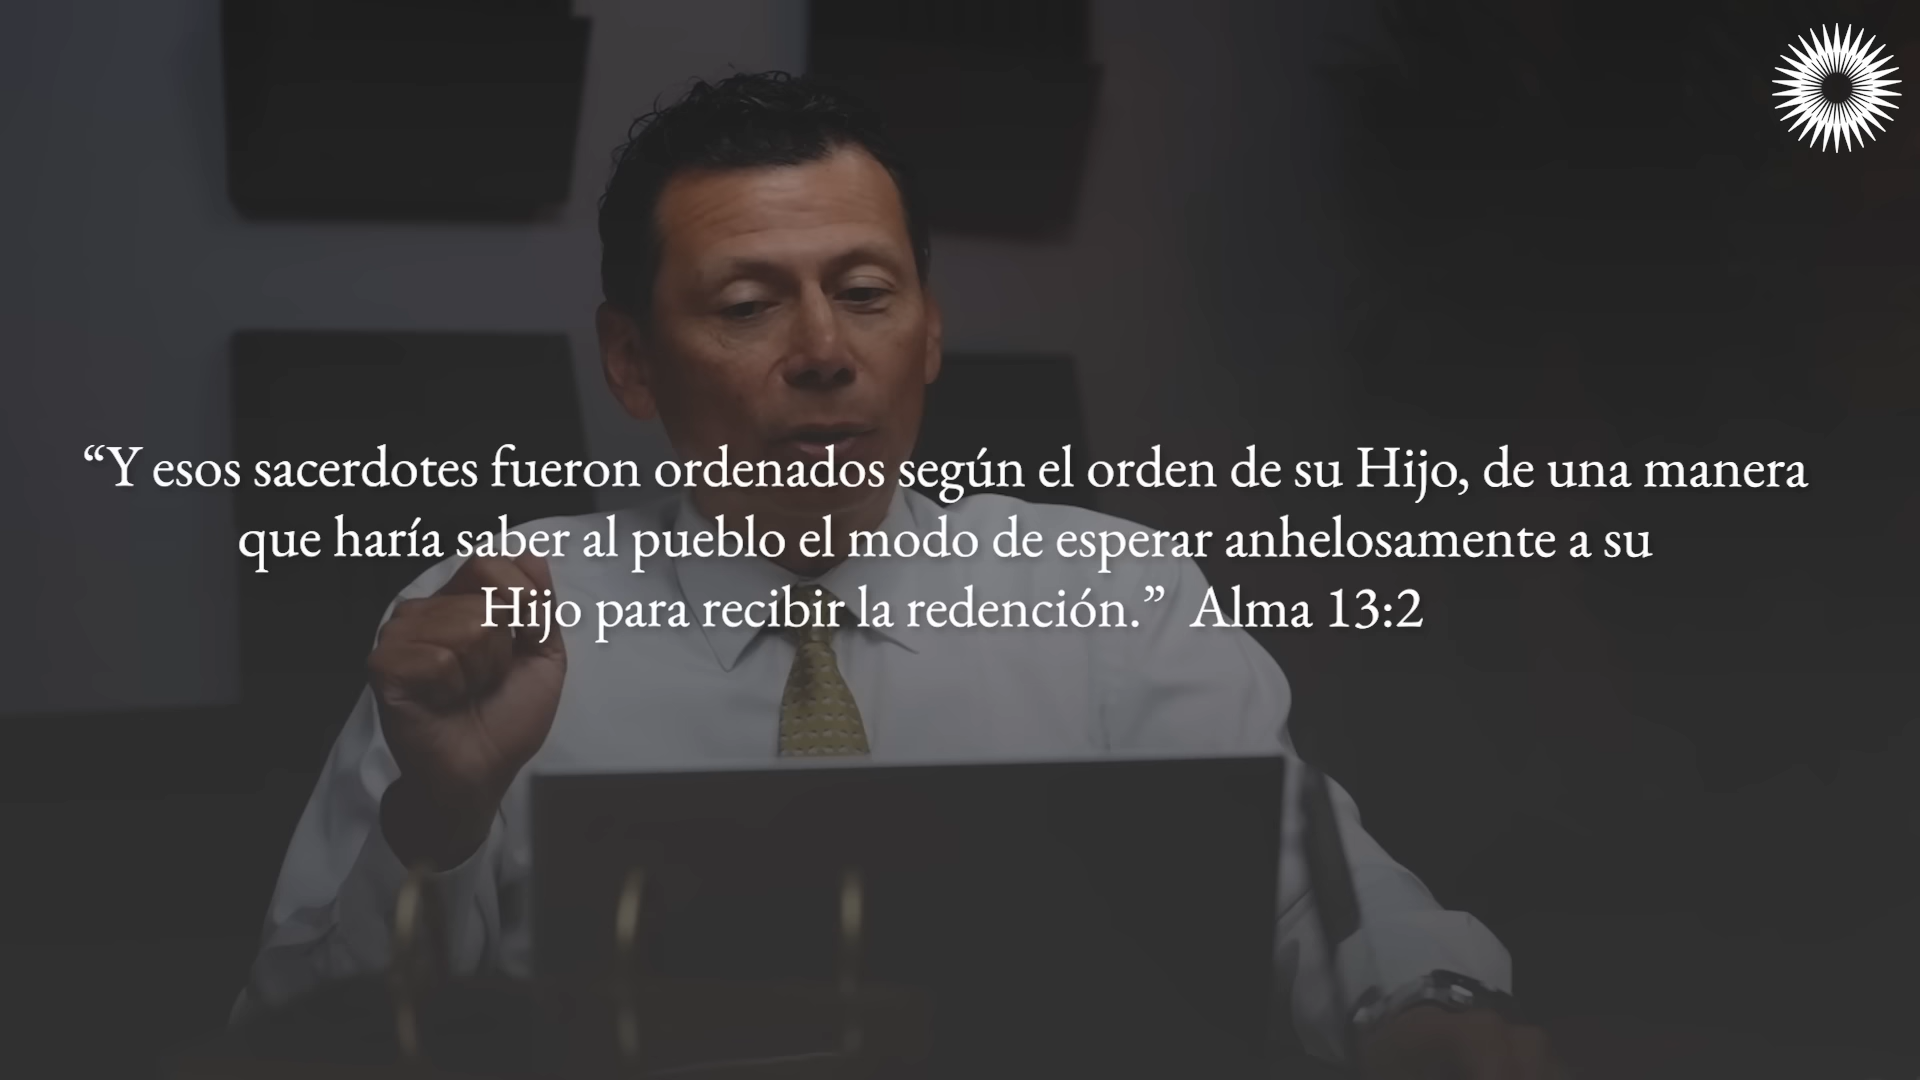 “Y esos sacerdotes fueron ordenados según el orden de su Hijo, de una manera
que haría saber al pueblo el modo de esperar anhelosamente a su
Hijo para recibir la redención.” Alma 13:2